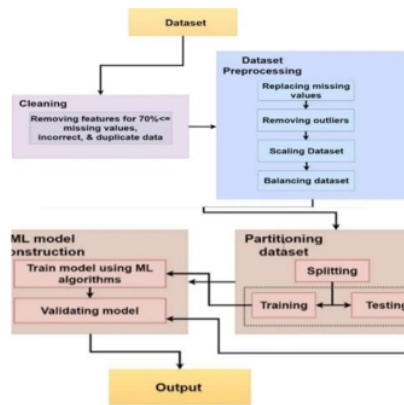 Dataset
Cleaning
Removing features for 70%<=
missing values,
incorrect, & duplicate data
Dataset
Preprocessing
Replacing missing
values
Removing outliers
Scaling Dataset
Balancing dataset
ML model
onstruction
Train model using ML
algorithms
Validating model
Partitioning
dataset
Splitting
Training
Testing
Output